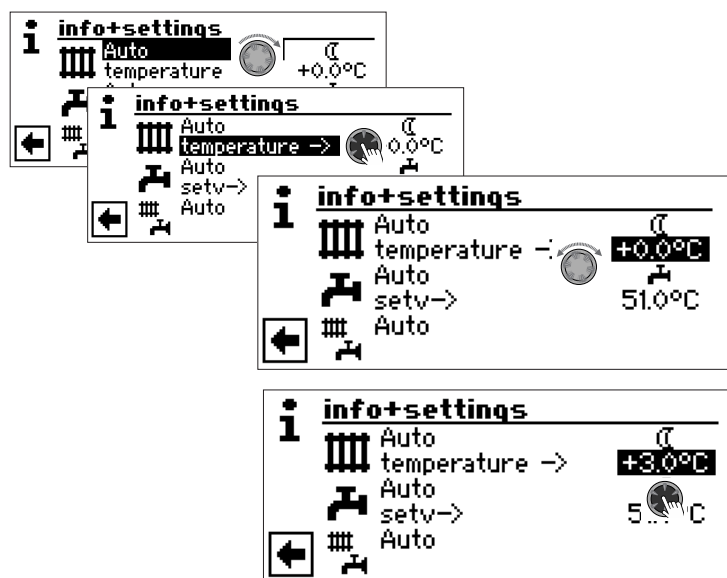 i info+settings
Auto
temperature +0.0°C
i info+settings
Auto
temperature -> 0.0°C
Auto
setv->
Auto
i info+settings
Auto
temperature - +0.0°C
Auto
setv-> 51.0°C
Auto
i info+settings
Auto
temperature -> +3.0°C
Auto
setv-> 5 °C
Auto